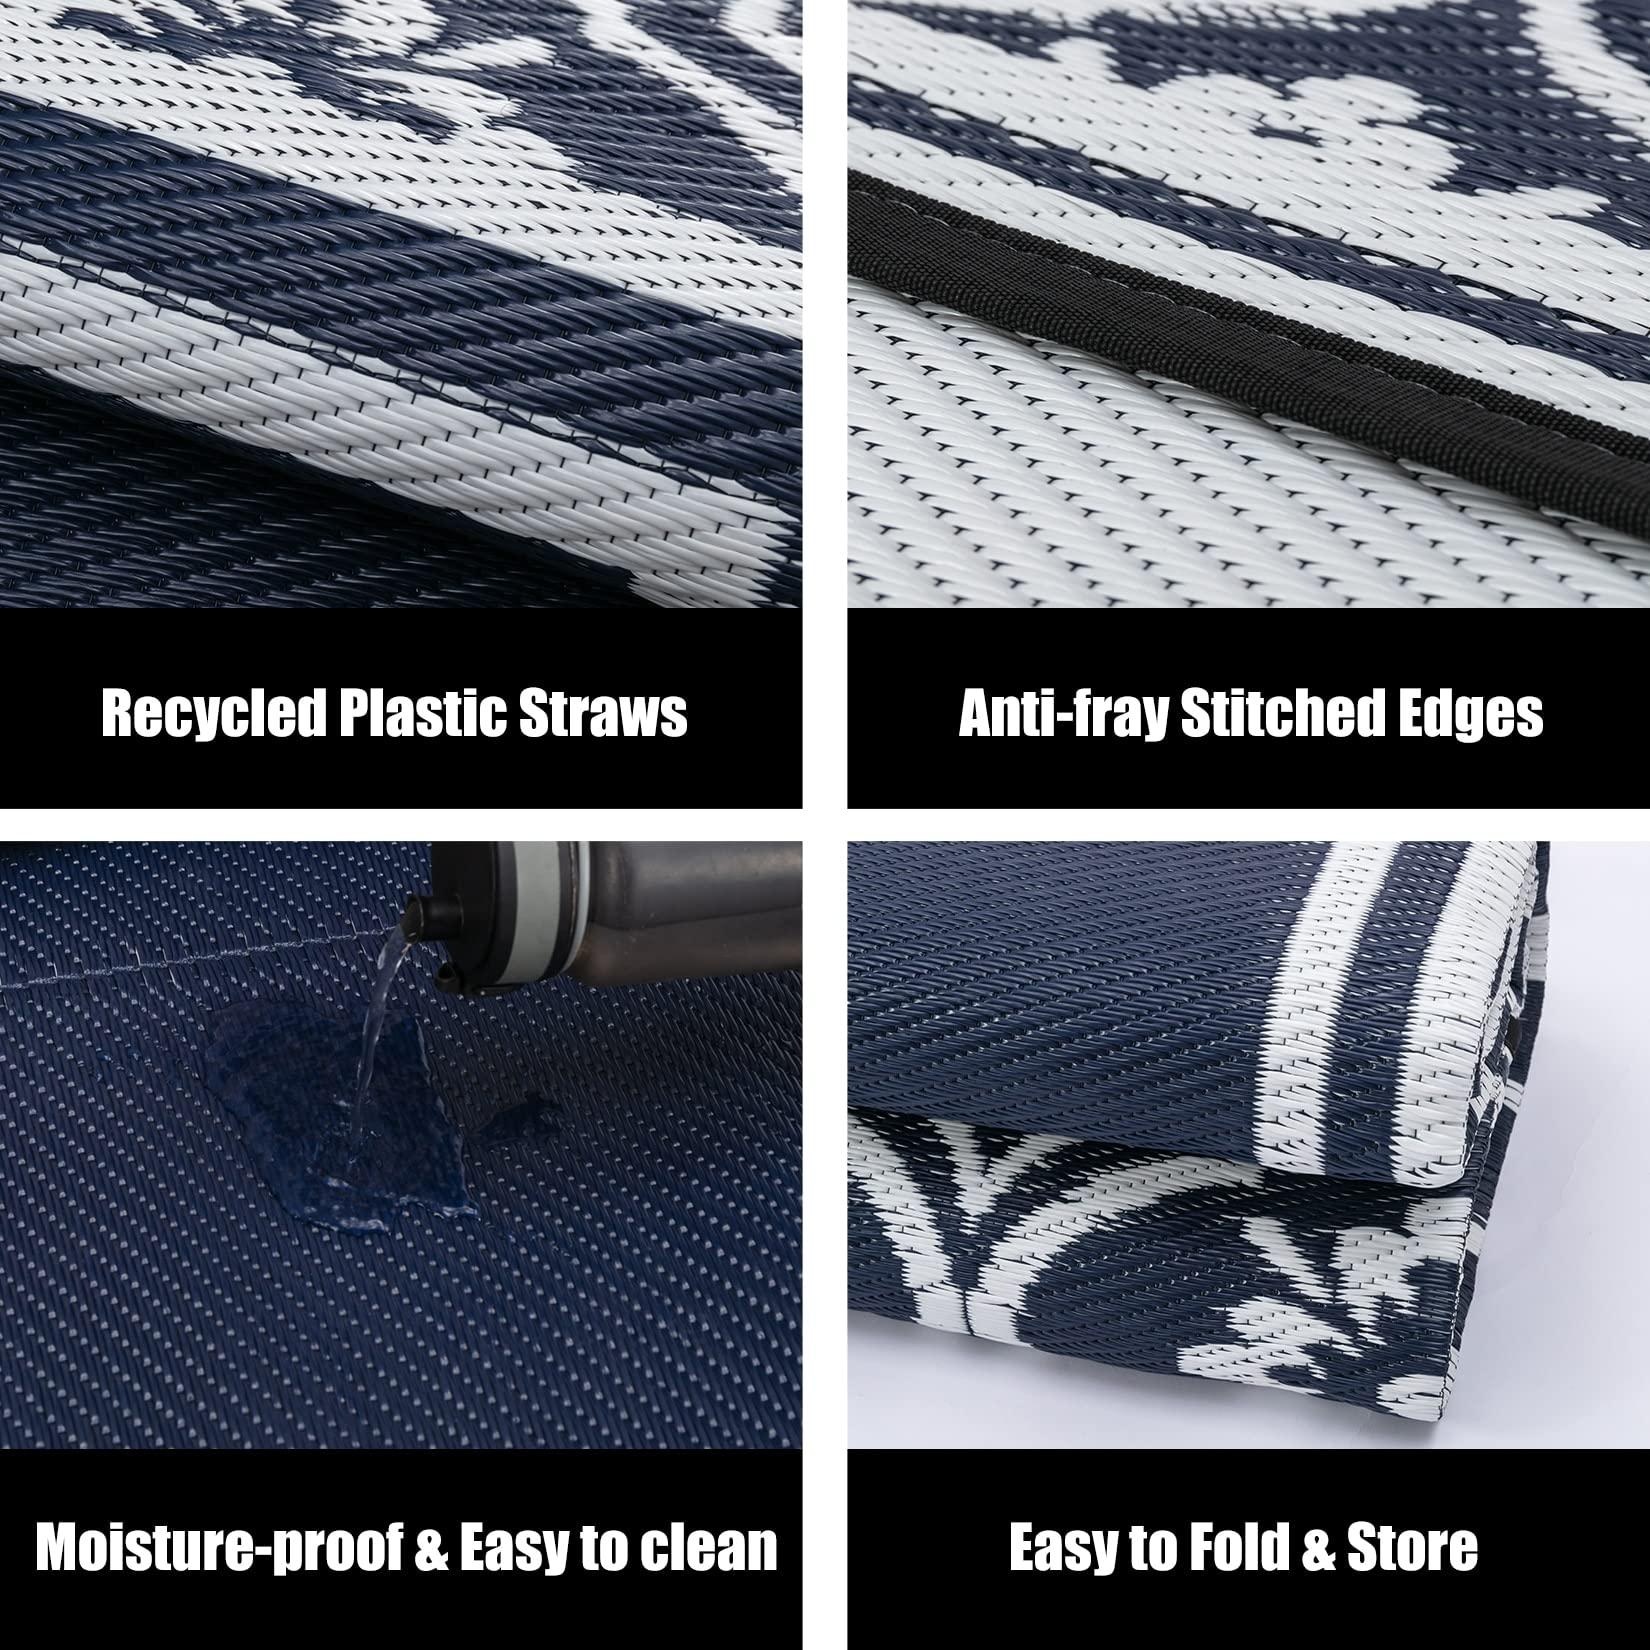 Recycled Plastic Straws
Anti-fray Stitched Edges
Moisture-proof & Easy to clean
Easy to Fold & Store